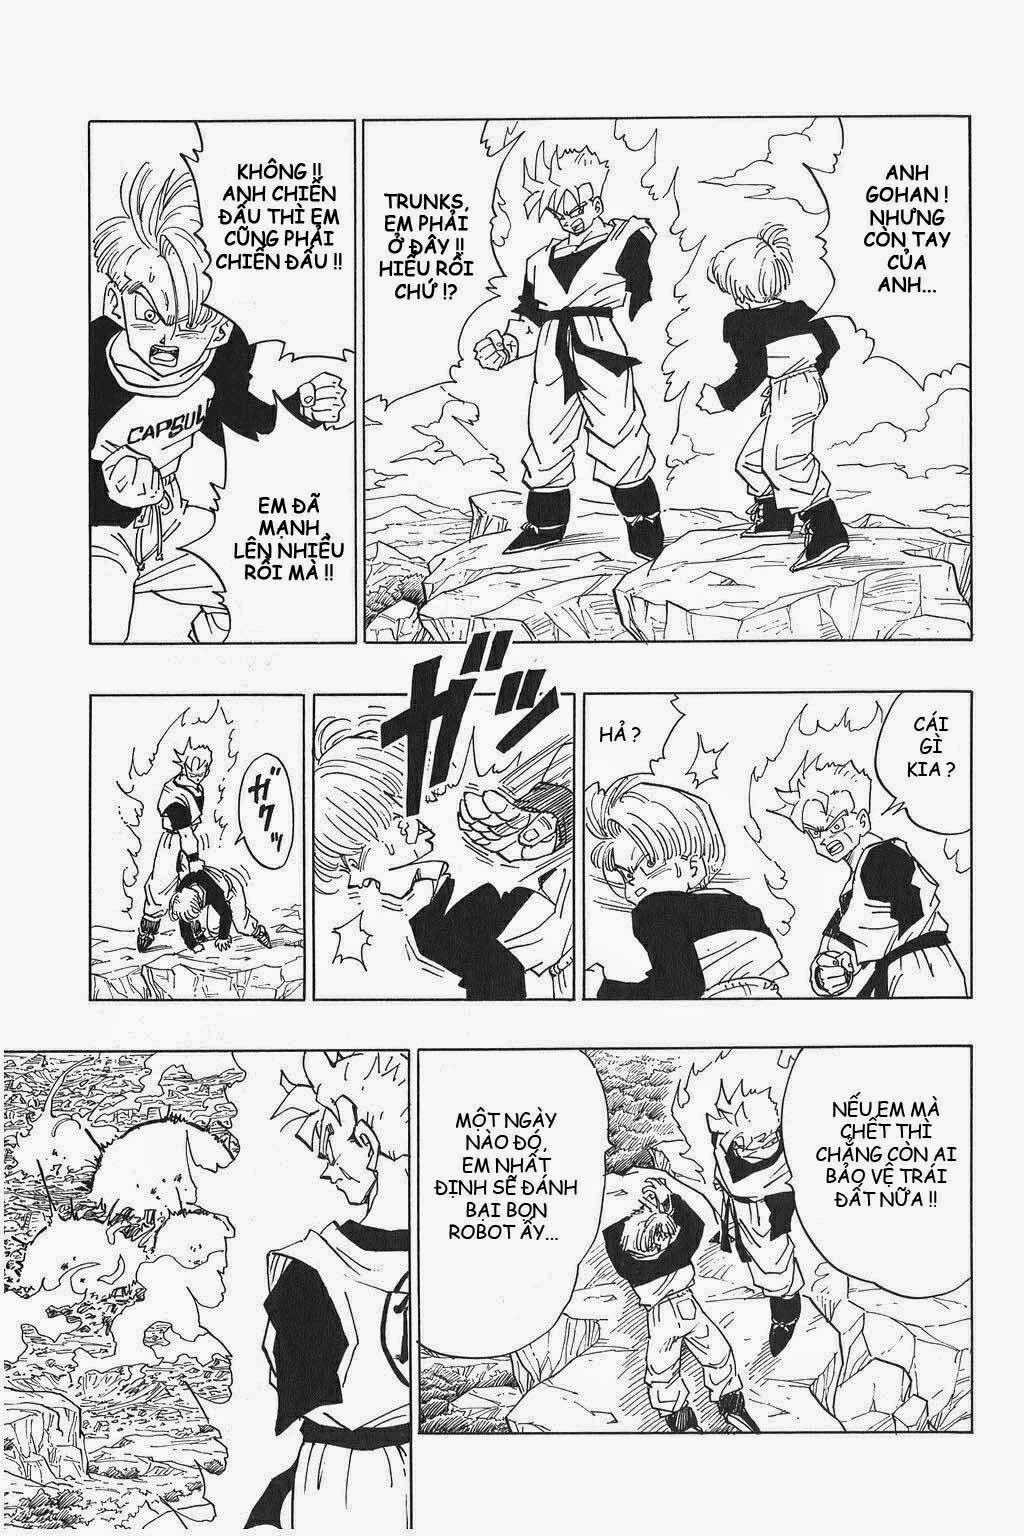 ANH
GOHAN !
NHƯNG
CÒN TAY
CỦA
ANH...
TRUNKS,
EM PHẢI
Ở ĐÂY !!
HIỂU RỒI
CHỨ !?
KHÔNG !!
ANH CHIẾN
ĐẤU THÌ EM
CŨNG PHẢI
CHIẾN ĐẤU !!
CAPSUL
EM ĐÃ
MẠNH
LÊN NHIỀU
RỒI MÀ !!
CÁI
GÌ
KIA ?
HẢ ?
ガッ
ガクッ
NẾU EM MÀ
CHẾT THÌ
CHẲNG CÒN AI
BẢO VỆ TRÁI
ĐẤT NỮA !!
MỘT NGÀY
NÀO ĐÓ,
EM NHẤT
ĐỊNH SẼ ĐÁNH
BẠI BỌN
ROBOT ẤY...